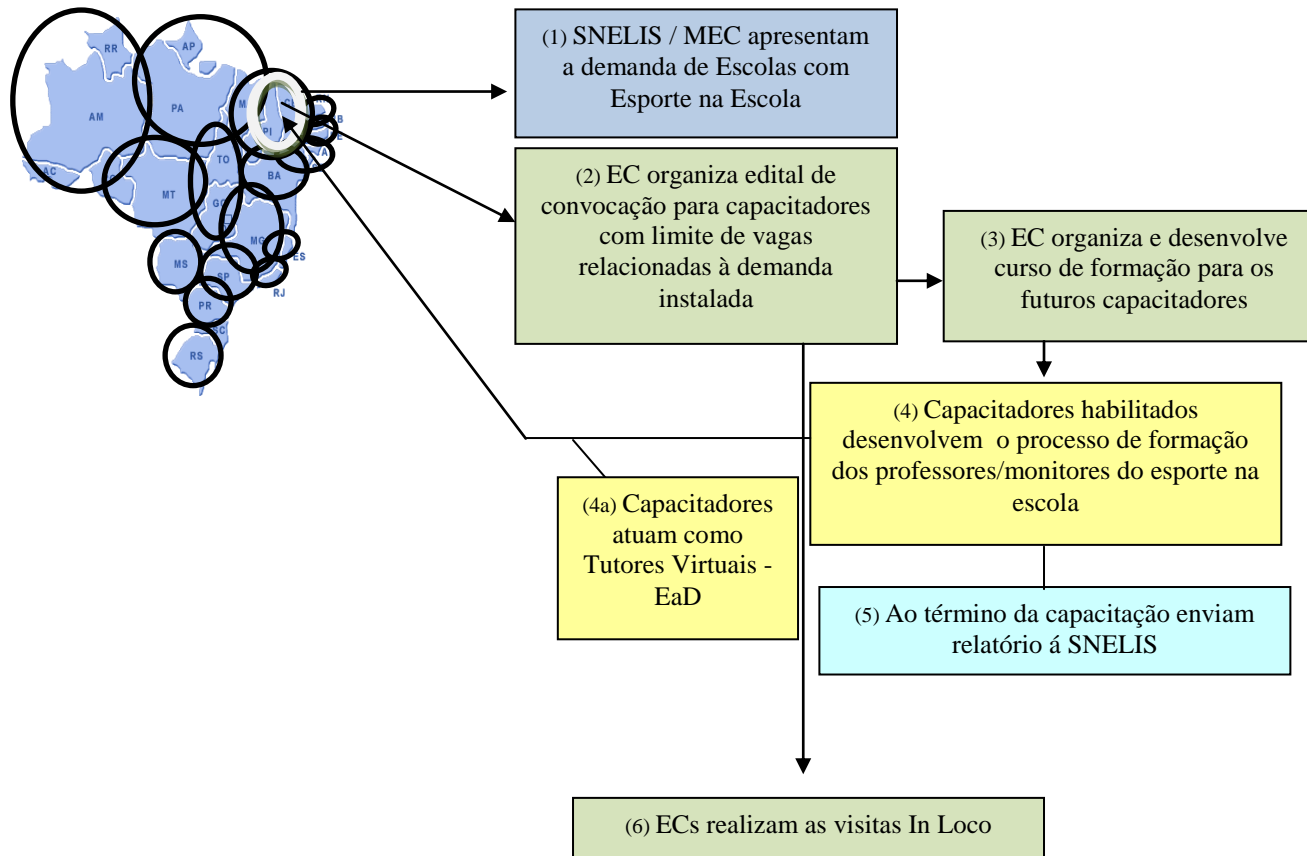 RR
AP
AM
PA
PI
AC
TO
MT
BA
GO
MG
MS
ES
SP
RJ
PR
SC
RS
(1) SNELIS / MEC apresentam
a demanda de Escolas com
Esporte na Escola
(2) EC organiza edital de
convocação para capacitadores
com limite de vagas
relacionadas à demanda
instalada
(3) EC organiza e desenvolve
curso de formação para os
futuros capacitadores
(4) Capacitadores habilitados
desenvolvem o processo de formação
dos professores/monitores do esporte na
escola
(4a) Capacitadores
atuam como
Tutores Virtuais -
EaD
(5) Ao término da capacitação enviam
relatório á SNELIS
(6) ECs realizam as visitas In Loco